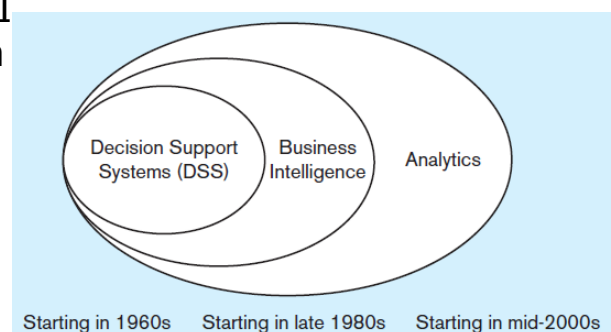 Decision Support
Systems (DSS)
Business
Intelligence
Analytics
Starting in 1960s
Starting in late 1980s
Starting in mid-2000s